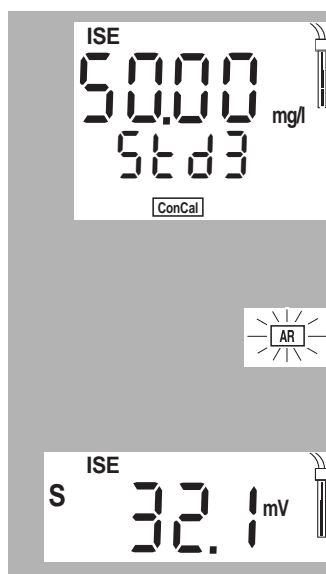 ISE
50.00 mg/l
Std3
ConCal
AR
ISE
S 32.1 mV